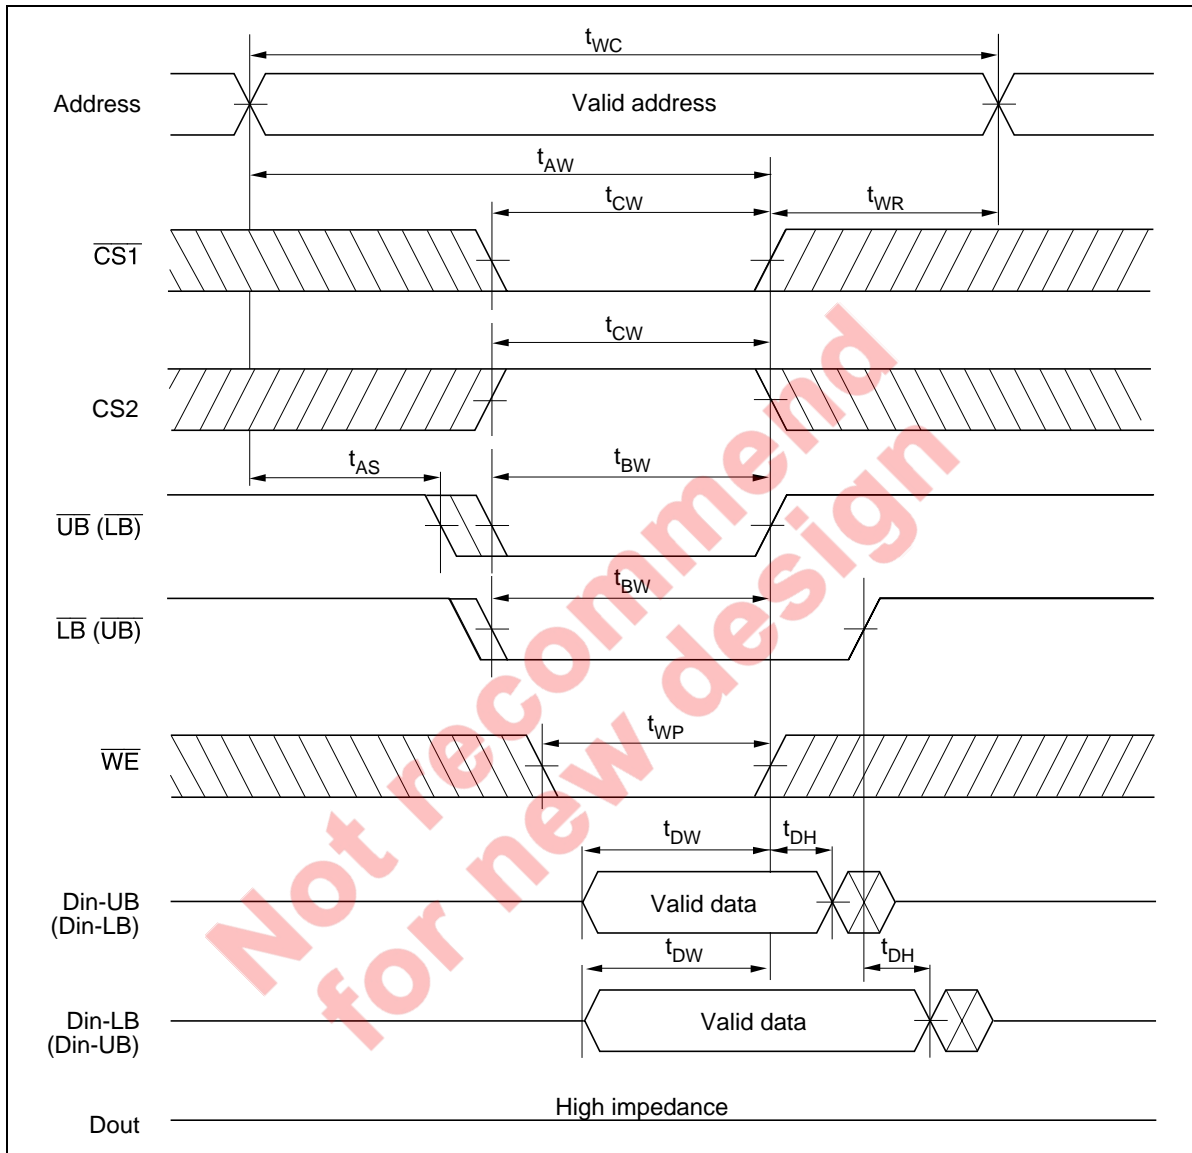 tWC
Address
Valid address
tAW
tCW
tWR
CS1
tCW
CS2
tAS
tBW
UB (LB)
tBW
LB (UB)
tWP
WE
tDW
tDH
Din-UB
(Din-LB)
Valid data
tDW
tDH
Din-LB
(Din-UB)
Valid data
High impedance
Dout
Not recommend
for new design